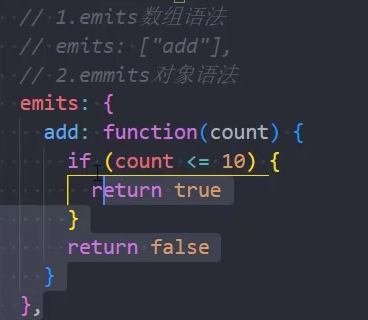 // 1.emits数组语法
// emits: ["add"],
// 2.emmits对象语法
emits: {
add: function(count) {
if (count <= 10) {
return true
}
return false
}
},